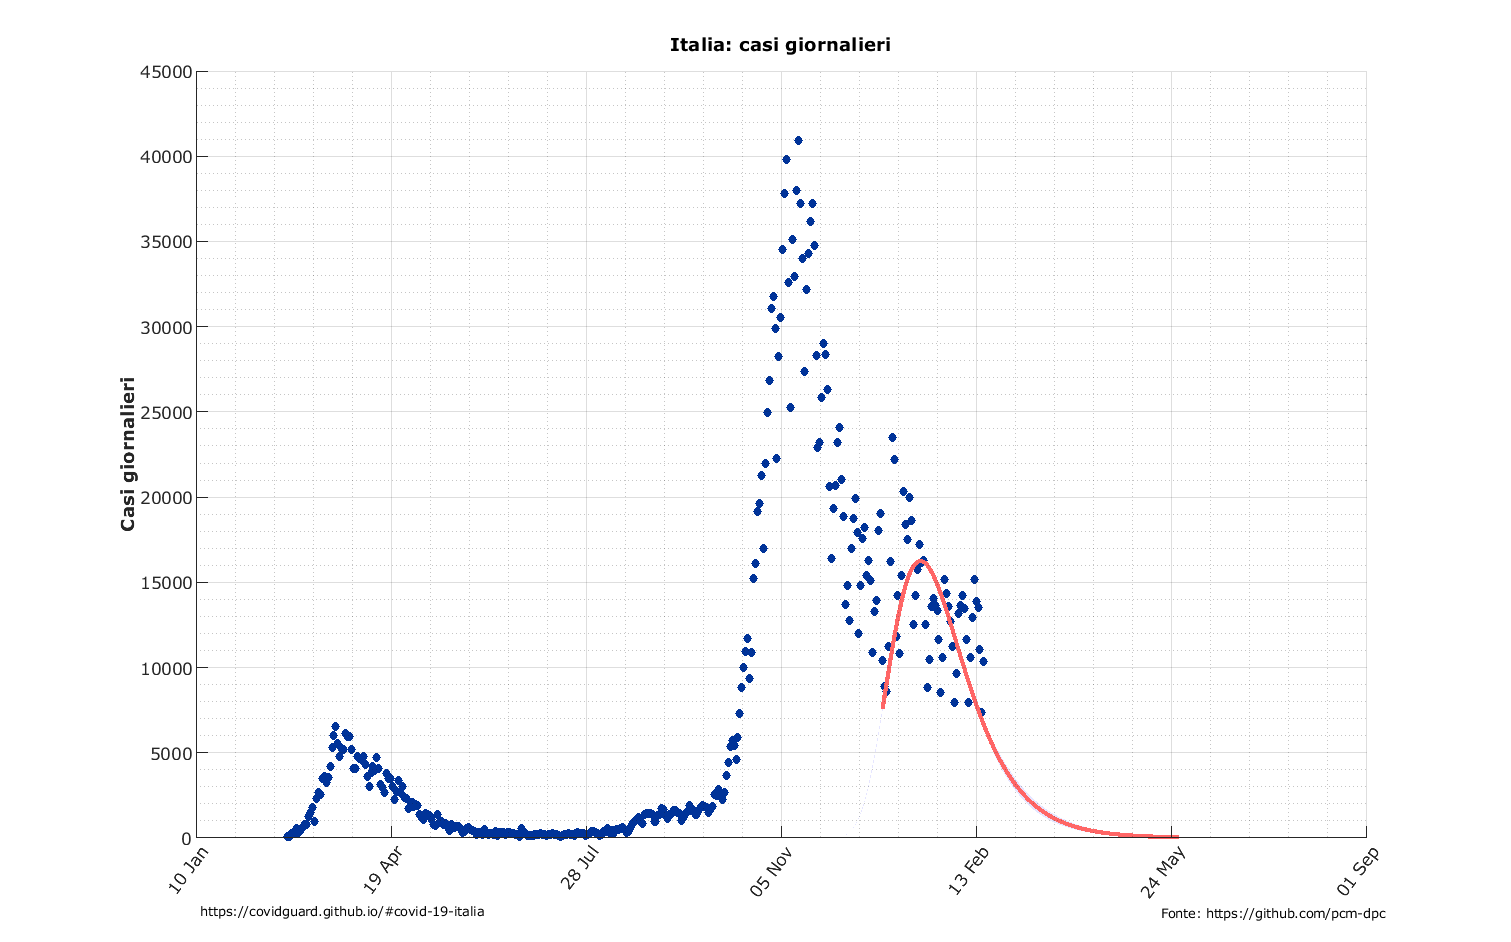 Italia: casi giornalieri
45000
40000
35000
30000
25000
20000
15000
10000
5000
0
Casi giornalieri
10 Jan
19 Apr
28 Jul
05 Nov
13 Feb
24 May
01 Sep
https://covidguard.github.io/#covid-19-italia
Fonte: https://github.com/pcm-dpc